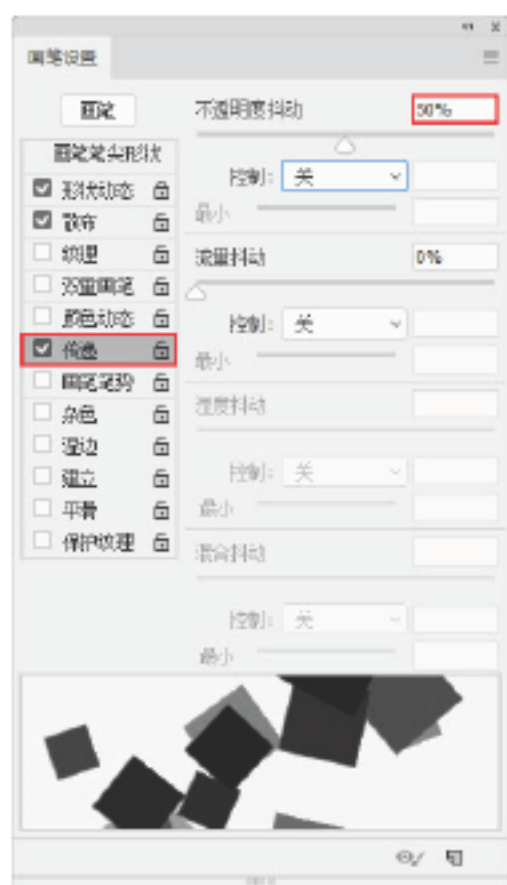 画笔设置
画笔
不透明度抖动
50%
画笔笔尖形状
控制:
关
形状动态
最小
散布
纹理
流量抖动
0%
双重画笔
颜色动态
控制:
关
传递
最小
画笔笔势
杂色
湿度抖动
湿边
建立
控制:
关
平滑
最小
保护纹理
混合抖动
控制:
关
最小